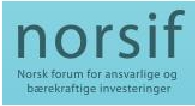 norsif
Norsk forum for ansvarlige og
bærekraftige investeringer